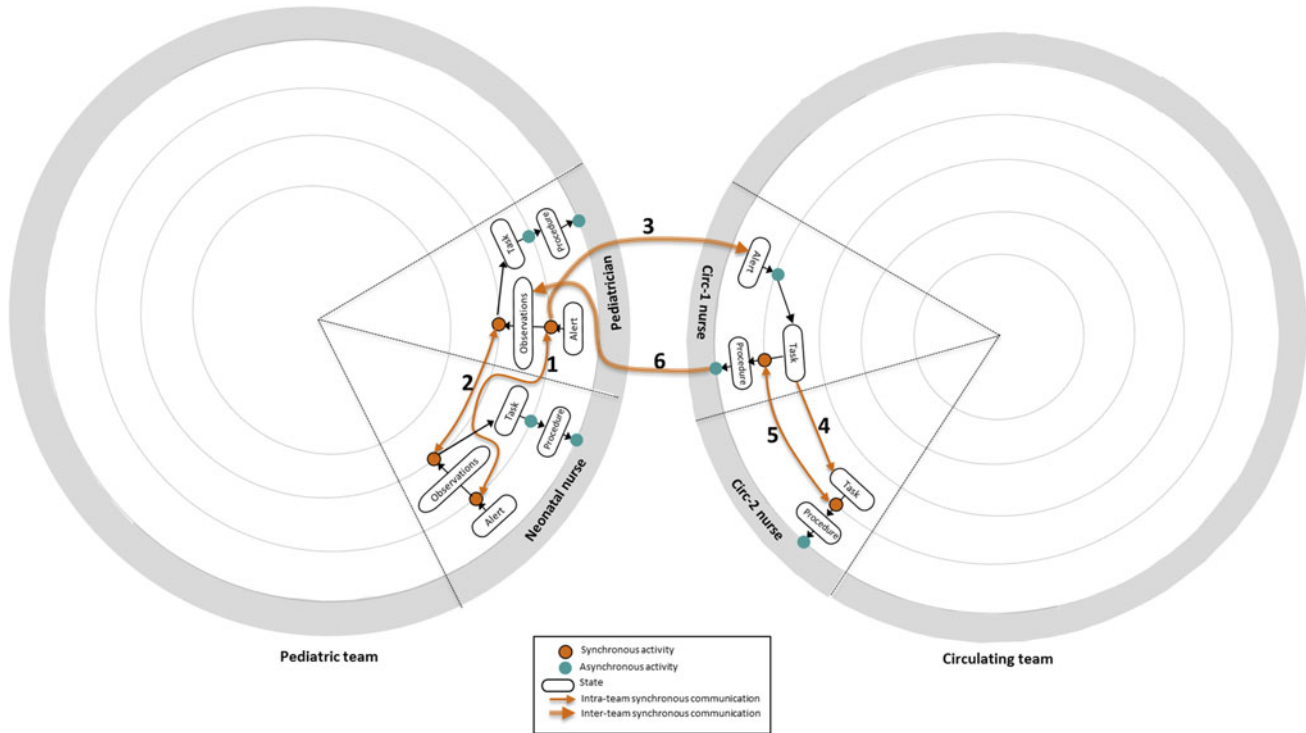 3
Task
Procedure
Alert
Pediatrician
Circ-1 nurse
Observations
Alert
Task
Procedure
6
1
2
Task
Procedure
4
5
Observations
Alert
Neonatal nurse
Task
Procedure
Circ-2 nurse
Pediatric team
Circulating team
Synchronous activity
Asynchronous activity
State
Intra-team synchronous communication
Inter-team synchronous communication